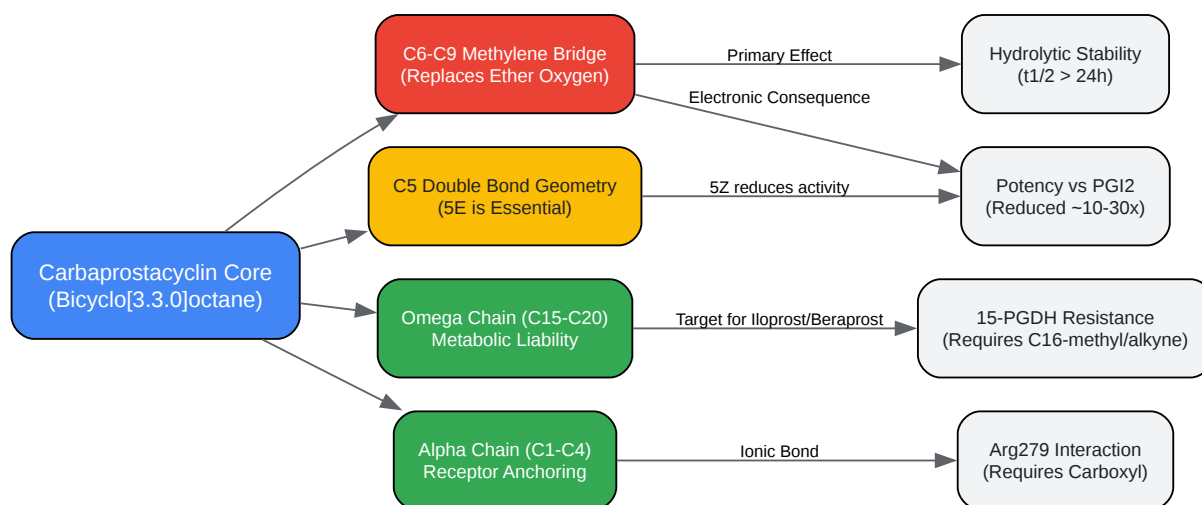 C6-C9 Methylene Bridge
(Replaces Ether Oxygen)
Primary Effect
Hydrolytic Stability
(t1/2 > 24h)
Electronic Consequence
C5 Double Bond Geometry
(5E is Essential)
5Z reduces activity
Potency vs PGI2
(Reduced ~10-30x)
Carbaprostacyclin Core
(Bicyclo[3.3.0]octane)
Omega Chain (C15-C20)
Metabolic Liability
Target for Iloprost/Beraprost
15-PGDH Resistance
(Requires C16-methyl/alkyne)
Alpha Chain (C1-C4)
Receptor Anchoring
Ionic Bond
Arg279 Interaction
(Requires Carboxyl)